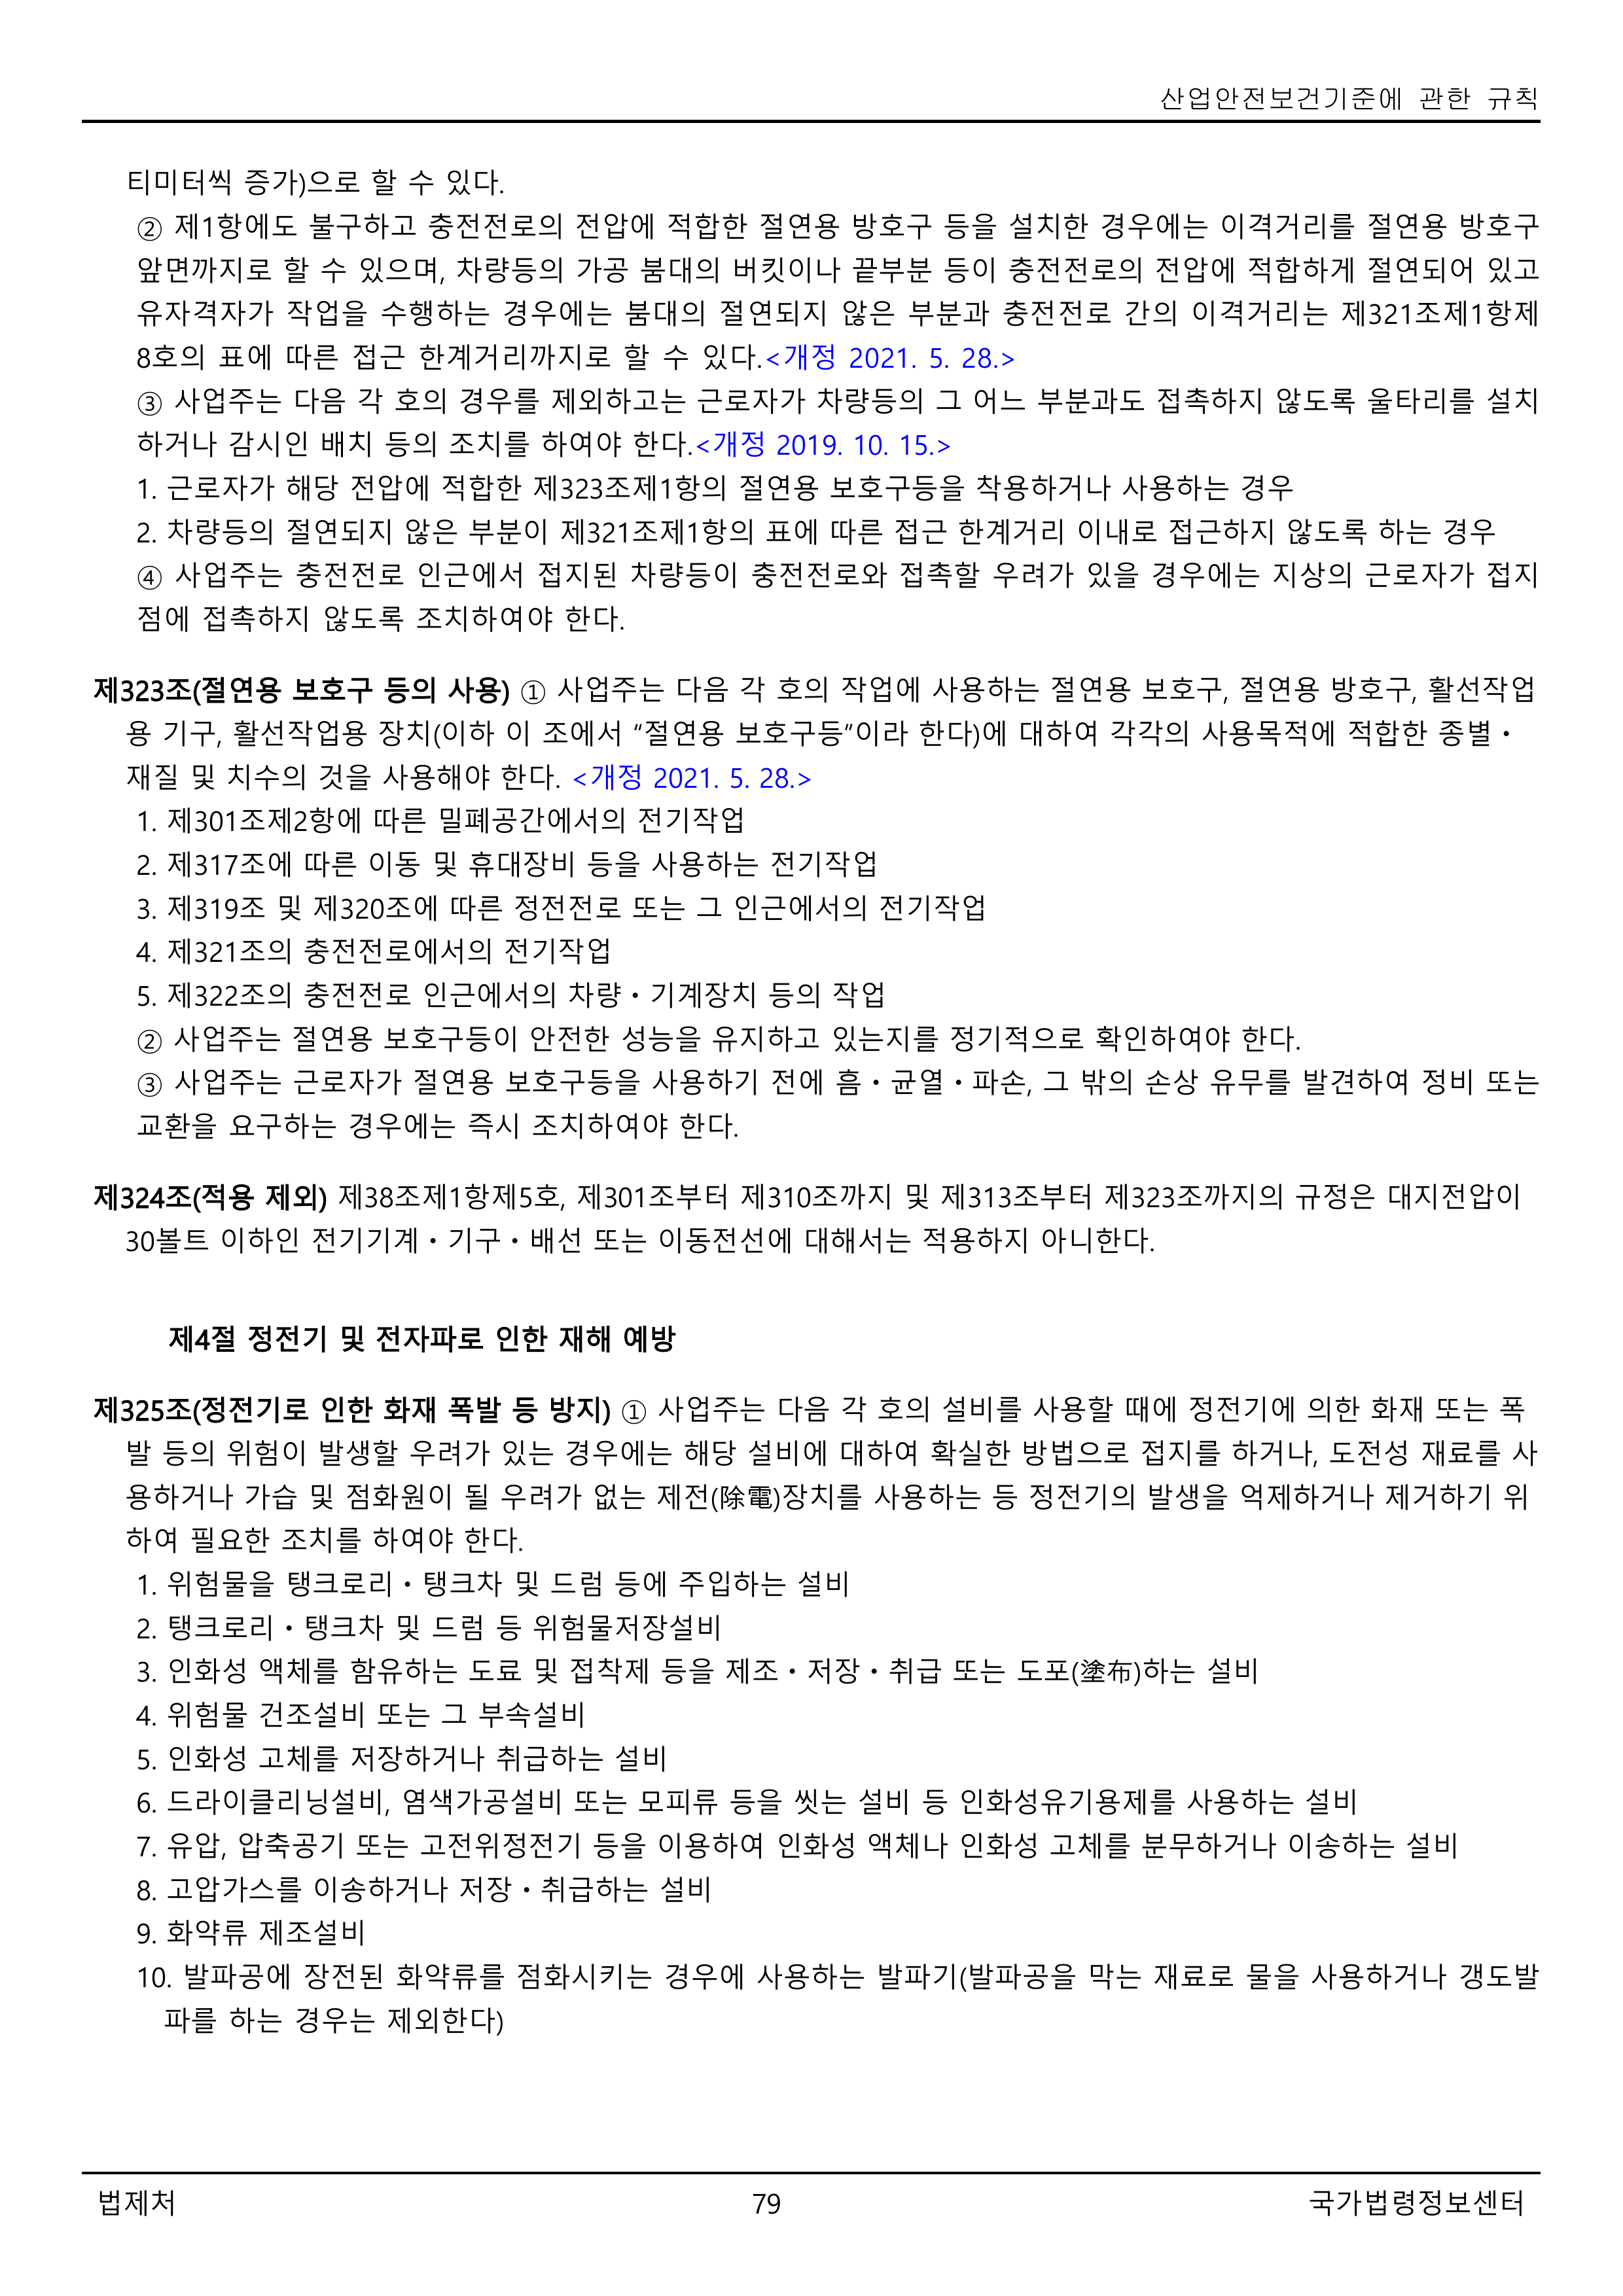 산업안전보건기준에 관한 규칙
티미터씩 증가)으로 할 수 있다.
② 제1항에도 불구하고 충전전로의 전압에 적합한 절연용 방호구 등을 설치한 경우에는 이격거리를 절연용 방호구
앞면까지로 할 수 있으며, 차량등의 가공 붐대의 버킷이나 끝부분 등이 충전전로의 전압에 적합하게 절연되어 있고
유자격자가 작업을 수행하는 경우에는 붐대의 절연되지 않은 부분과 충전전로 간의 이격거리는 제321조제1항제
8호의 표에 따른 접근 한계거리까지로 할 수 있다.<개정 2021. 5. 28.>
③ 사업주는 다음 각 호의 경우를 제외하고는 근로자가 차량등의 그 어느 부분과도 접촉하지 않도록 울타리를 설치
하거나 감시인 배치 등의 조치를 하여야 한다.<개정 2019. 10. 15.>
1. 근로자가 해당 전압에 적합한 제323조제1항의 절연용 보호구등을 착용하거나 사용하는 경우
2. 차량등의 절연되지 않은 부분이 제321조제1항의 표에 따른 접근 한계거리 이내로 접근하지 않도록 하는 경우
④ 사업주는 충전전로 인근에서 접지된 차량등이 충전전로와 접촉할 우려가 있을 경우에는 지상의 근로자가 접지
점에 접촉하지 않도록 조치하여야 한다.
제323조(절연용 보호구 등의 사용) ① 사업주는 다음 각 호의 작업에 사용하는 절연용 보호구, 절연용 방호구, 활선작업
용 기구, 활선작업용 장치(이하 이 조에서 “절연용 보호구등”이라 한다)에 대하여 각각의 사용목적에 적합한 종별ㆍ
재질 및 치수의 것을 사용해야 한다. <개정 2021. 5. 28.>
1. 제301조제2항에 따른 밀폐공간에서의 전기작업
2. 제317조에 따른 이동 및 휴대장비 등을 사용하는 전기작업
3. 제319조 및 제320조에 따른 정전전로 또는 그 인근에서의 전기작업
4. 제321조의 충전전로에서의 전기작업
5. 제322조의 충전전로 인근에서의 차량ㆍ기계장치 등의 작업
② 사업주는 절연용 보호구등이 안전한 성능을 유지하고 있는지를 정기적으로 확인하여야 한다.
③ 사업주는 근로자가 절연용 보호구등을 사용하기 전에 흠ㆍ균열ㆍ파손, 그 밖의 손상 유무를 발견하여 정비 또는
교환을 요구하는 경우에는 즉시 조치하여야 한다.
제324조(적용 제외) 제38조제1항제5호, 제301조부터 제310조까지 및 제313조부터 제323조까지의 규정은 대지전압이
30볼트 이하인 전기기계ㆍ기구ㆍ배선 또는 이동전선에 대해서는 적용하지 아니한다.
제4절 정전기 및 전자파로 인한 재해 예방
제325조(정전기로 인한 화재 폭발 등 방지) ① 사업주는 다음 각 호의 설비를 사용할 때에 정전기에 의한 화재 또는 폭
발 등의 위험이 발생할 우려가 있는 경우에는 해당 설비에 대하여 확실한 방법으로 접지를 하거나, 도전성 재료를 사
용하거나 가습 및 점화원이 될 우려가 없는 제전(除電)장치를 사용하는 등 정전기의 발생을 억제하거나 제거하기 위
하여 필요한 조치를 하여야 한다.
1. 위험물을 탱크로리ㆍ탱크차 및 드럼 등에 주입하는 설비
2. 탱크로리ㆍ탱크차 및 드럼 등 위험물저장설비
3. 인화성 액체를 함유하는 도료 및 접착제 등을 제조ㆍ저장ㆍ취급 또는 도포(塗布)하는 설비
4. 위험물 건조설비 또는 그 부속설비
5. 인화성 고체를 저장하거나 취급하는 설비
6. 드라이클리닝설비, 염색가공설비 또는 모피류 등을 씻는 설비 등 인화성유기용제를 사용하는 설비
7. 유압, 압축공기 또는 고전위정전기 등을 이용하여 인화성 액체나 인화성 고체를 분무하거나 이송하는 설비
8. 고압가스를 이송하거나 저장ㆍ취급하는 설비
9. 화약류 제조설비
10. 발파공에 장전된 화약류를 점화시키는 경우에 사용하는 발파기(발파공을 막는 재료로 물을 사용하거나 갱도발
파를 하는 경우는 제외한다)
법제처
79
국가법령정보센터